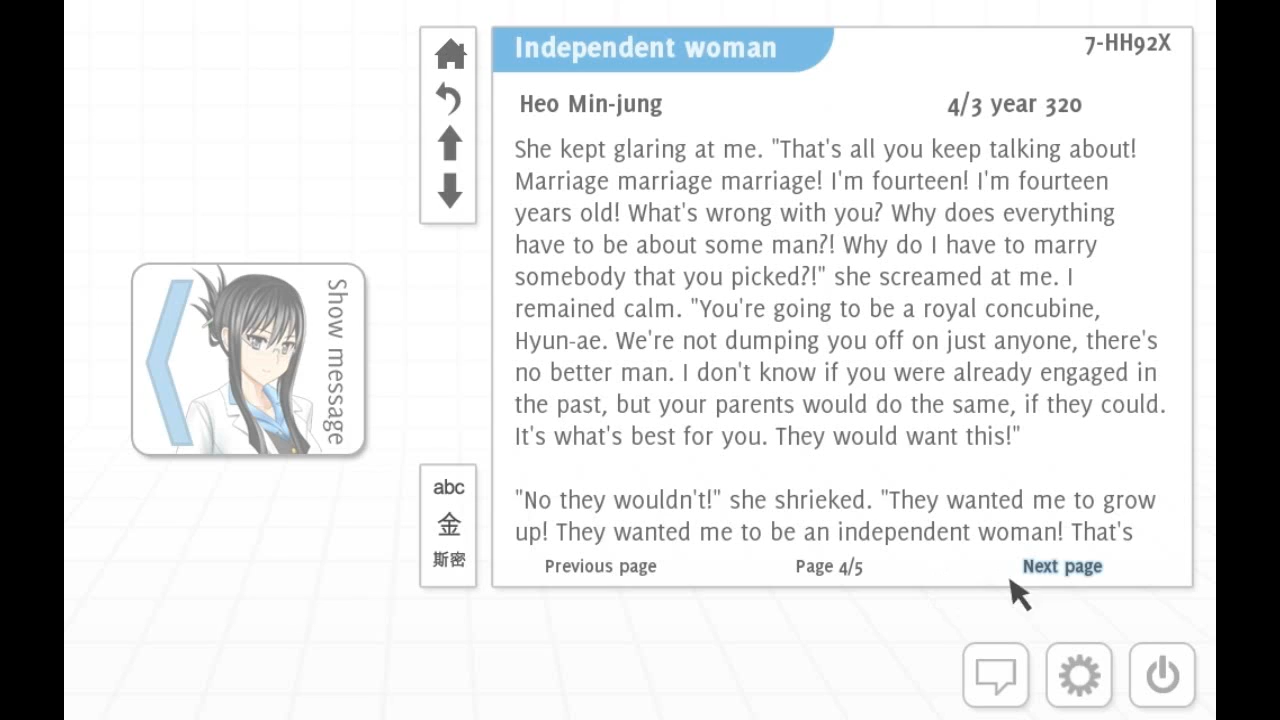 Independent woman
7-HH92X
Heo Min-jung
4/3 year 320
She kept glaring at me. "That's all you keep talking about!
Marriage marriage marriage! I'm fourteen! I'm fourteen
years old! What's wrong with you? Why does everything
have to be about some man?! Why do I have to marry
somebody that you picked?!" she screamed at me. I
remained calm. "You're going to be a royal concubine,
Hyun-ae. We're not dumping you off on just anyone, there's
no better man. I don't know if you were already engaged in
the past, but your parents would do the same, if they could.
It's what's best for you. They would want this!"
"No they wouldn't!" she shrieked. "They wanted me to grow
up! They wanted me to be an independent woman! That's
Previous page
Page 4/5
Next page
Show message
abc
金
斯密